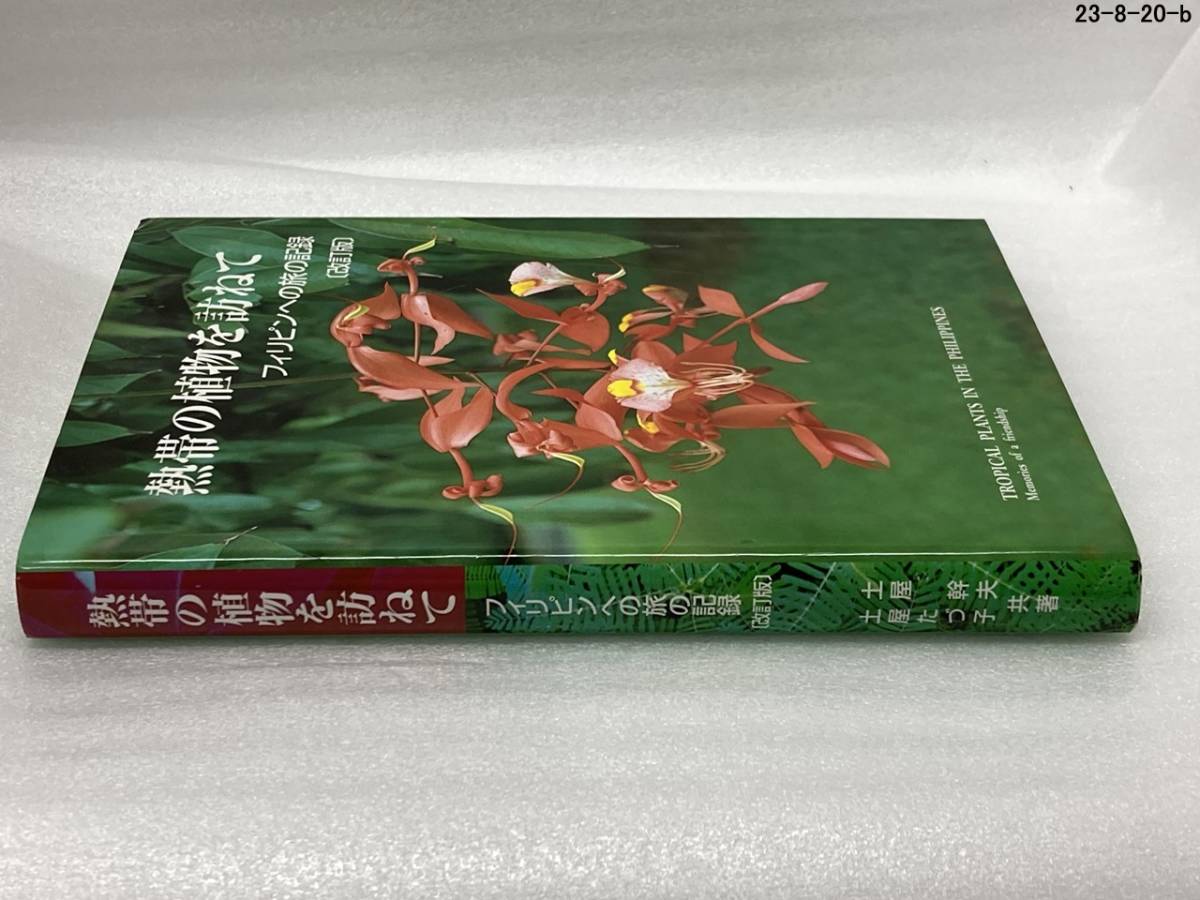 23-8-20-b
熱帯の植物を訪ねて
フィリピンへの旅の記録
〔改訂版〕
TROPICAL PLANTS IN THE PHILIPPINES
Memories of a friendship
熱帯の植物を訪ねて
フィリピンへの旅の記録
〔改訂版〕
土屋 幹夫
土屋たづ子
共著